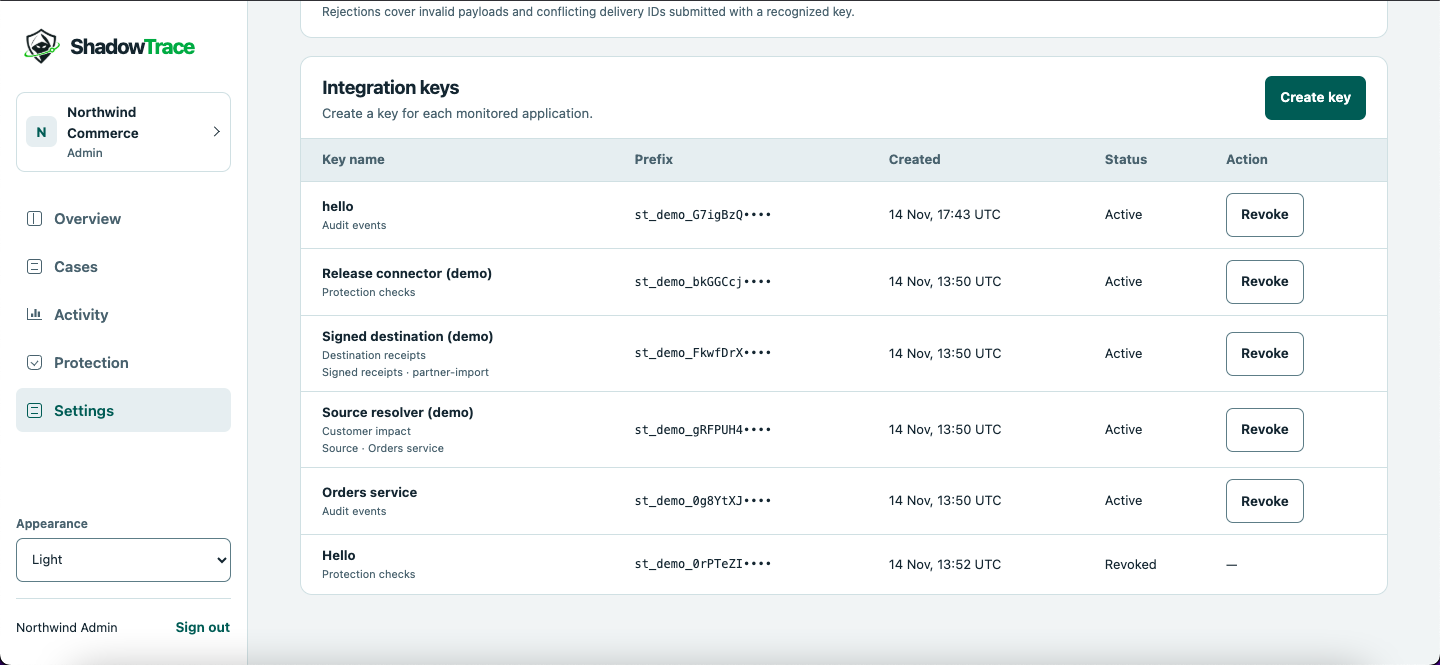 ShadowTrace
N
Northwind
Commerce
Admin
Overview
Cases
Activity
Protection
Settings
Appearance
Light
Northwind Admin Sign out
Rejections cover invalid payloads and conflicting delivery IDs submitted with a recognized key.
Integration keys
Create a key for each monitored application.
Create key
Key name Prefix Created Status Action
hello
Audit events
st_demo_G7igBzQ•••• 14 Nov, 17:43 UTC Active Revoke
Release connector (demo)
Protection checks
st_demo_bkGGCcj•••• 14 Nov, 13:50 UTC Active Revoke
Signed destination (demo)
Destination receipts
Signed receipts · partner-import
st_demo_FkwfDrX•••• 14 Nov, 13:50 UTC Active Revoke
Source resolver (demo)
Customer impact
Source · Orders service
st_demo_gRFPUH4•••• 14 Nov, 13:50 UTC Active Revoke
Orders service
Audit events
st_demo_0g8YtXJ•••• 14 Nov, 13:50 UTC Active Revoke
Hello
Protection checks
st_demo_0rPTeZI•••• 14 Nov, 13:52 UTC Revoked —